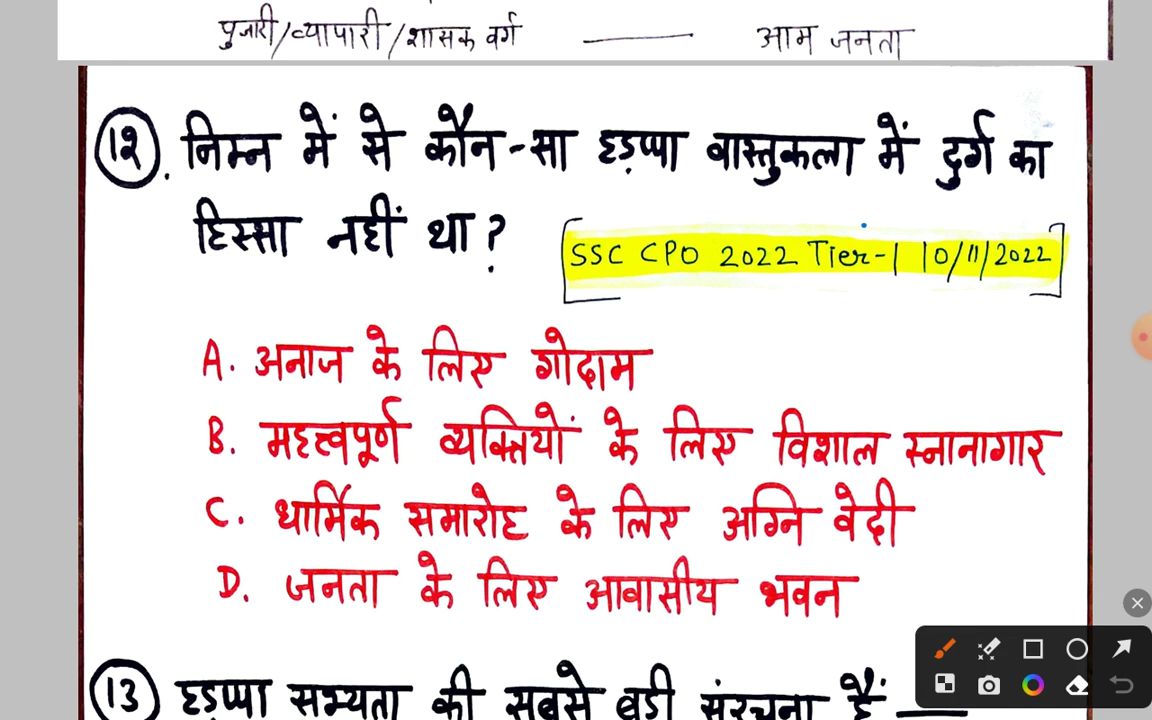 पुजारी/व्यापारी/शासक वर्ग —— आम जनता
(12). निम्न में से कौन-सा हड़प्पा वास्तुकला में दुर्ग का
हिस्सा नहीं था? [SSC CPO 2022 Tier-1 10/11/2022]
A. अनाज के लिए गोदाम
B. महत्त्वपूर्ण व्यक्तियों के लिए विशाल स्नानागार
C. धार्मिक समारोह के लिए अग्नि वेदी
D. जनता के लिए आवासीय भवन
(13) हड़प्पा सभ्यता की सबसे बड़ी संरचना हैं ——